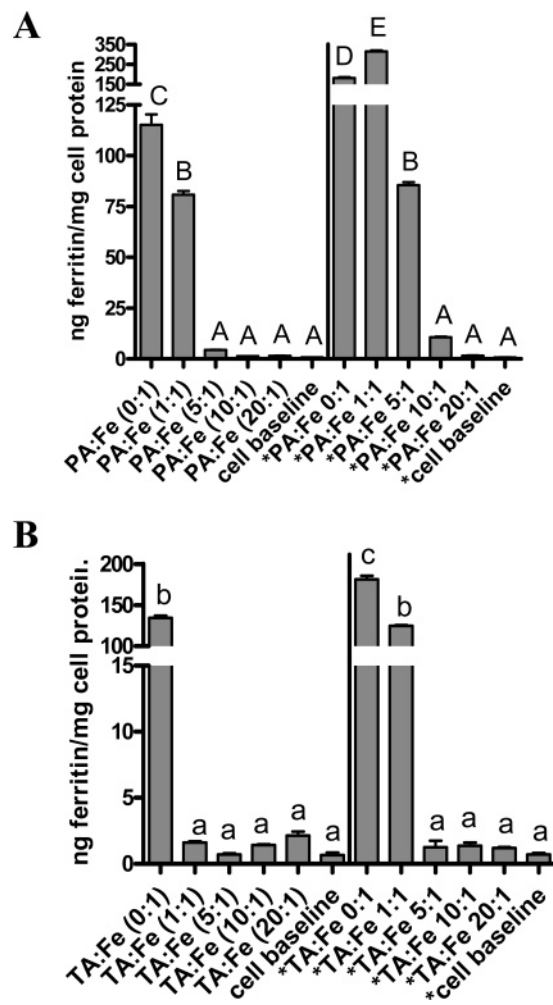 A
ng ferritin/mg cell protein
350
250
150
125
100
75
50
25
0
C
B
A
A
A
A
D
E
B
A
A
A
PA:Fe (0:1)
PA:Fe (1:1)
PA:Fe (5:1)
PA:Fe (10:1)
PA:Fe (20:1)
cell baseline
*PA:Fe 0:1
*PA:Fe 1:1
*PA:Fe 5:1
*PA:Fe 10:1
*PA:Fe 20:1
*cell baseline
B
ng ferritin/mg cell protein
200
150
100
15
10
5
0
b
a
a
a
a
a
c
b
a
a
a
a
TA:Fe (0:1)
TA:Fe (1:1)
TA:Fe (5:1)
TA:Fe (10:1)
TA:Fe (20:1)
cell baseline
*TA:Fe 0:1
*TA:Fe 1:1
*TA:Fe 5:1
*TA:Fe 10:1
*TA:Fe 20:1
*cell baseline